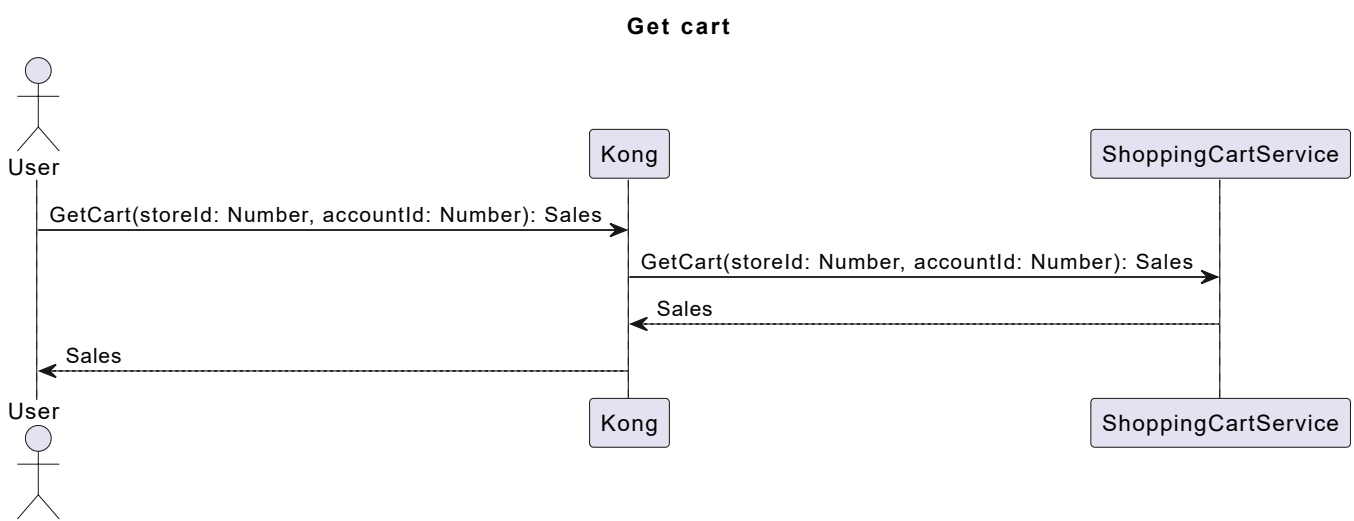 Get cart
User
Kong
ShoppingCartService
GetCart(storeId: Number, accountId: Number): Sales
GetCart(storeId: Number, accountId: Number): Sales
Sales
Sales
User
Kong
ShoppingCartService